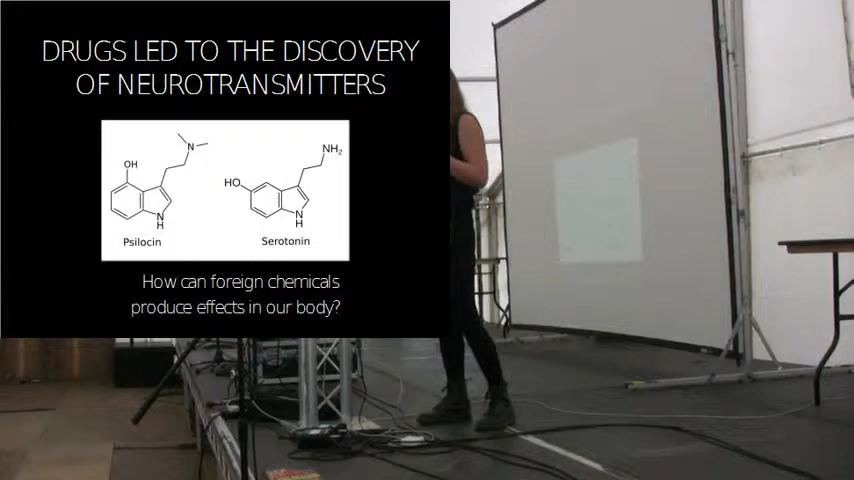 DRUGS LED TO THE DISCOVERY
OF NEUROTRANSMITTERS
N
OH
N
H
Psilocin
NH2
HO
N
H
Serotonin
How can foreign chemicals
produce effects in our body?